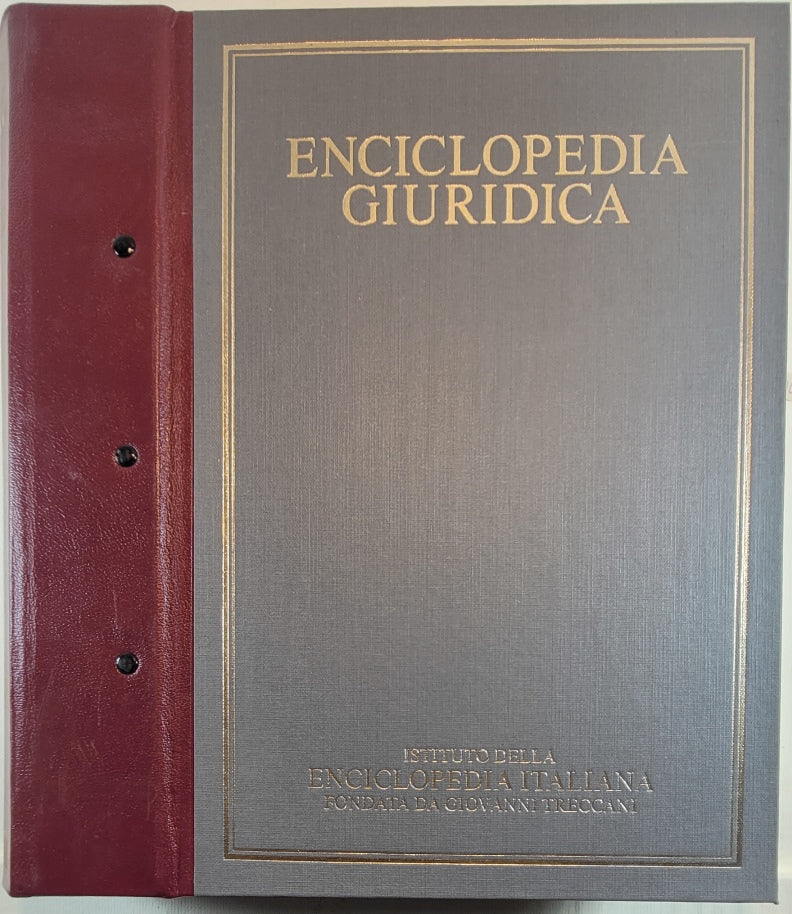 ENCICLOPEDIA
GIURIDICA
ISTITUTO DELLA
ENCICLOPEDIA ITALIANA
FONDATA DA GIOVANNI TRECCANI